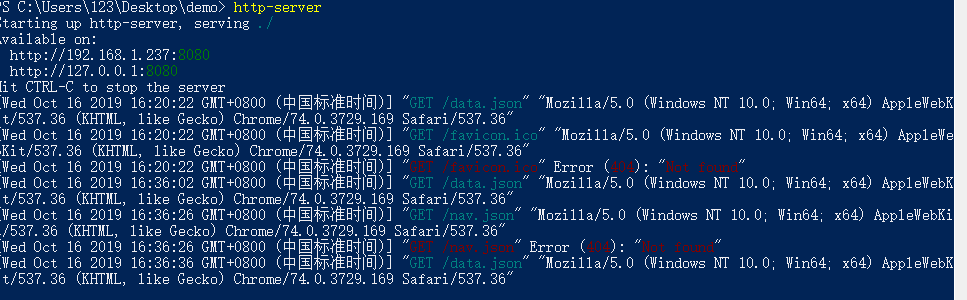 PS C:\Users\123\Desktop\demo> http-server
Starting up http-server, serving ./
Available on:
http://192.168.1.237:8080
http://127.0.0.1:8080
Hit CTRL-C to stop the server
[Wed Oct 16 2019 16:20:22 GMT+0800 (中国标准时间)] "GET /data.json" "Mozilla/5.0 (Windows NT 10.0; Win64; x64) AppleWebK
it/537.36 (KHTML, like Gecko) Chrome/74.0.3729.169 Safari/537.36"
[Wed Oct 16 2019 16:20:22 GMT+0800 (中国标准时间)] "GET /favicon.ico" "Mozilla/5.0 (Windows NT 10.0; Win64; x64) AppleWe
bKit/537.36 (KHTML, like Gecko) Chrome/74.0.3729.169 Safari/537.36"
[Wed Oct 16 2019 16:20:22 GMT+0800 (中国标准时间)] "GET /favicon.ico" Error (404): "Not found"
[Wed Oct 16 2019 16:36:02 GMT+0800 (中国标准时间)] "GET /data.json" "Mozilla/5.0 (Windows NT 10.0; Win64; x64) AppleWebK
it/537.36 (KHTML, like Gecko) Chrome/74.0.3729.169 Safari/537.36"
[Wed Oct 16 2019 16:36:26 GMT+0800 (中国标准时间)] "GET /nav.json" "Mozilla/5.0 (Windows NT 10.0; Win64; x64) AppleWebKi
t/537.36 (KHTML, like Gecko) Chrome/74.0.3729.169 Safari/537.36"
[Wed Oct 16 2019 16:36:26 GMT+0800 (中国标准时间)] "GET /nav.json" Error (404): "Not found"
[Wed Oct 16 2019 16:36:36 GMT+0800 (中国标准时间)] "GET /data.json" "Mozilla/5.0 (Windows NT 10.0; Win64; x64) AppleWebK
it/537.36 (KHTML, like Gecko) Chrome/74.0.3729.169 Safari/537.36"